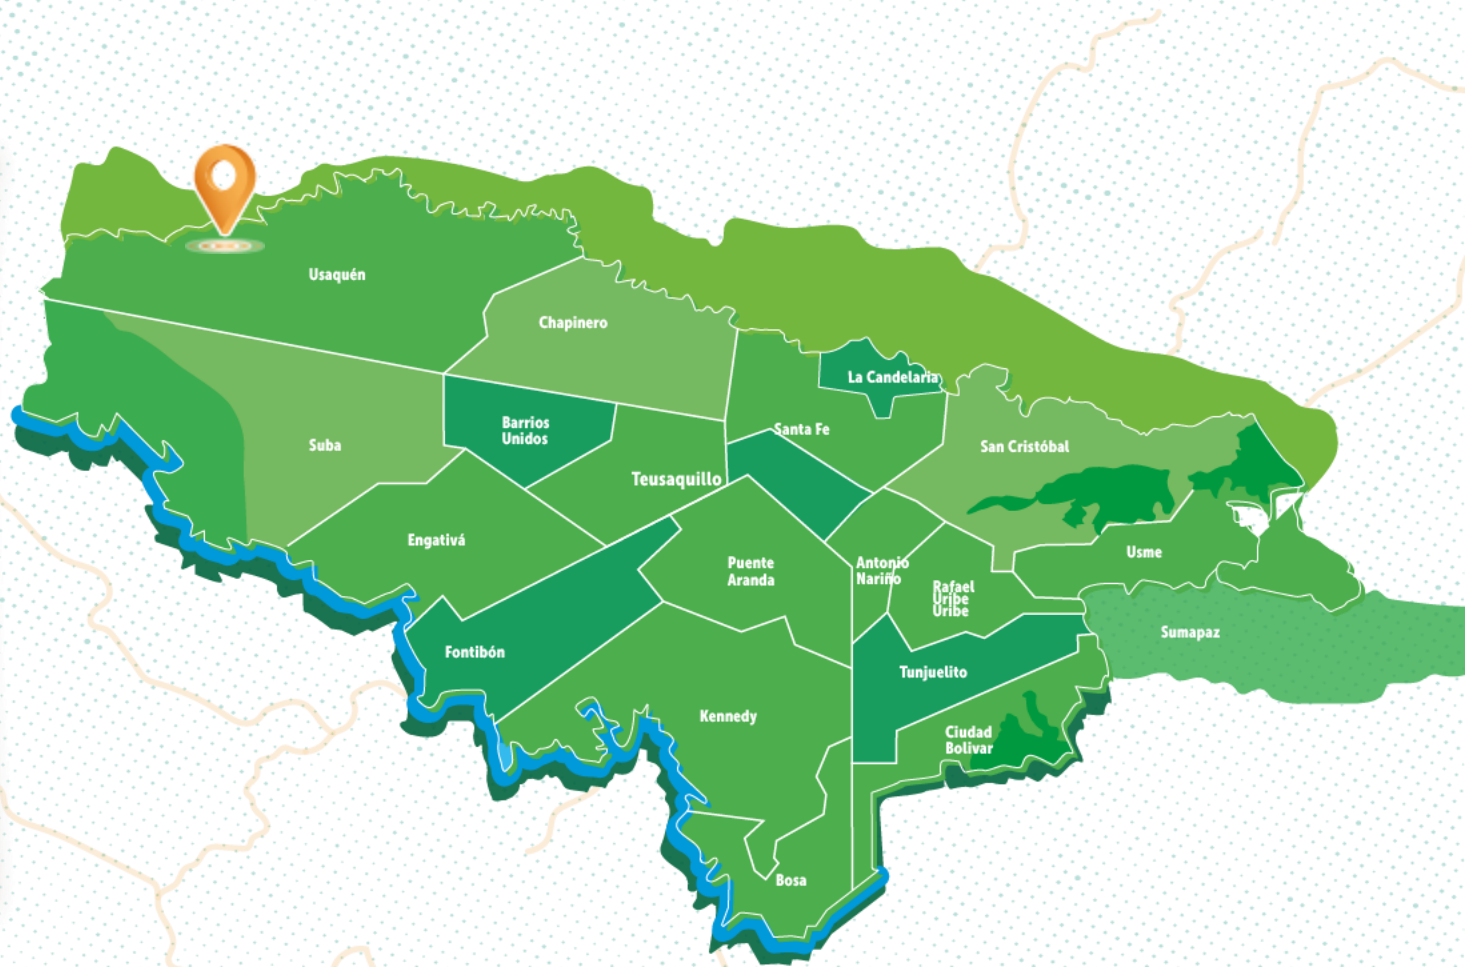 Usaquén
Chapinero
La Candelaria
Barrios
Unidos
Santa Fe
Suba
San Cristóbal
Teusaquillo
Engativá
Puente
Aranda
Antonio
Nariño
Usme
Rafael
Uribe
Uribe
Sumapaz
Fontibón
Tunjuelito
Kennedy
Ciudad
Bolivar
Bosa